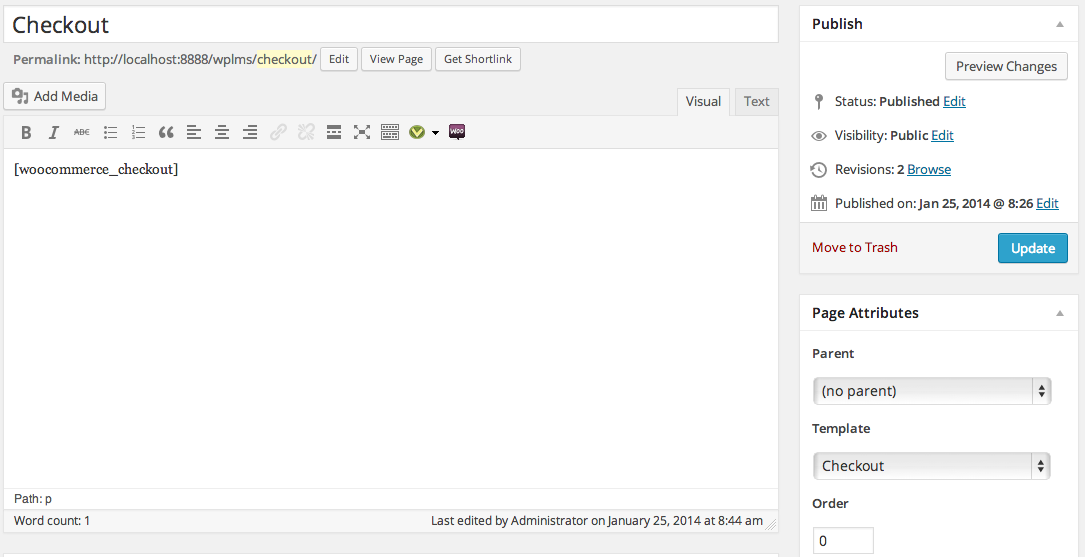 Checkout
Permalink: http://localhost:8888/wplms/checkout/ Edit View Page Get Shortlink
Add Media
Visual Text
B I ABC WOO
[woocommerce_checkout]
Path: p
Word count: 1 Last edited by Administrator on January 25, 2014 at 8:44 am
Publish
Preview Changes
Status: Published Edit
Visibility: Public Edit
Revisions: 2 Browse
Published on: Jan 25, 2014 @ 8:26 Edit
Move to Trash Update
Page Attributes
Parent
(no parent)
Template
Checkout
Order
0